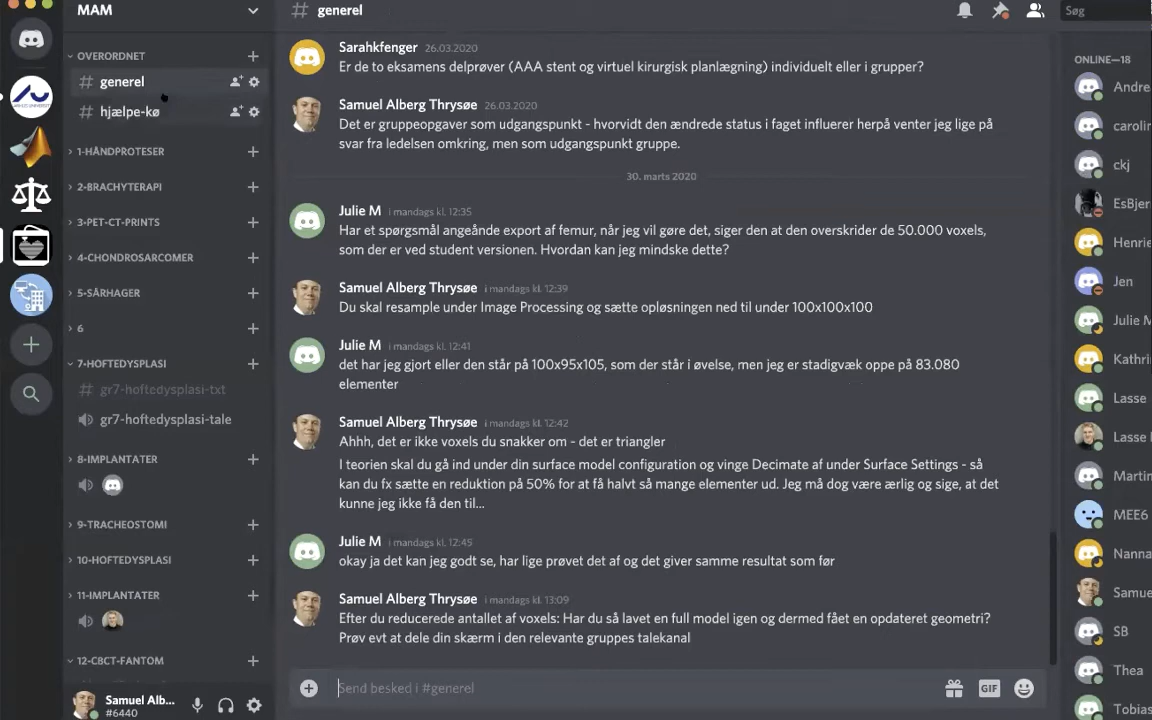 MAM
OVERORDNET
generel
hjælpe-kø
1-HÅNDPROTESER
2-BRACHYTERAPI
3-PET-CT-PRINTS
4-CHONDROSARCOMER
5-SÅRHAGER
6
7-HOFTEDYSPLASI
gr7-hoftedysplasi-txt
gr7-hoftedysplasi-tale
8-IMPLANTATER
9-TRACHEOSTOMI
10-HOFTEDYSPLASI
11-IMPLANTATER
12-CBCT-FANTOM
Samuel Alb...
#6440
# generel
Søg
Sarahkfenger 26.03.2020
Er de to eksamens delprøver (AAA stent og virtuel kirurgisk planlægning) individuelt eller i grupper?
Samuel Alberg Thrysøe 26.03.2020
Det er gruppeopgaver som udgangspunkt - hvorvidt den ændrede status i faget influerer herpå venter jeg lige på
svar fra ledelsen omkring, men som udgangspunkt gruppe.
30. marts 2020
Julie M i mandags kl. 12:35
Har et spørgsmål angeånde export af femur, når jeg vil gøre det, siger den at den overskrider de 50.000 voxels,
som der er ved student versionen. Hvordan kan jeg mindske dette?
Samuel Alberg Thrysøe i mandags kl. 12:39
Du skal resample under Image Processing og sætte opløsningen ned til under 100x100x100
Julie M i mandags kl. 12:41
det har jeg gjort eller den står på 100x95x105, som der står i øvelse, men jeg er stadigvæk oppe på 83.080
elementer
Samuel Alberg Thrysøe i mandags kl. 12:42
Ahhh, det er ikke voxels du snakker om - det er triangler
I teorien skal du gå ind under din surface model configuration og vinge Decimate af under Surface Settings - så
kan du fx sætte en reduktion på 50% for at få halvt så mange elementer ud. Jeg må dog være ærlig og sige, at det
kunne jeg ikke få den til...
Julie M i mandags kl. 12:45
okay ja det kan jeg godt se, har lige prøvet det af og det giver samme resultat som før
Samuel Alberg Thrysøe i mandags kl. 13:09
Efter du reducerede antallet af voxels: Har du så lavet en full model igen og dermed fået en opdateret geometri?
Prøv evt at dele din skærm i den relevante gruppes talekanal
Send besked i #generel
GIF
ONLINE—18
Andre
carolin
ckj
EsBjer
Henrie
Jen
Julie M
Kathri
Lasse
Lasse
Martin
MEE6
Nanna
Samue
SB
Thea
Tobias